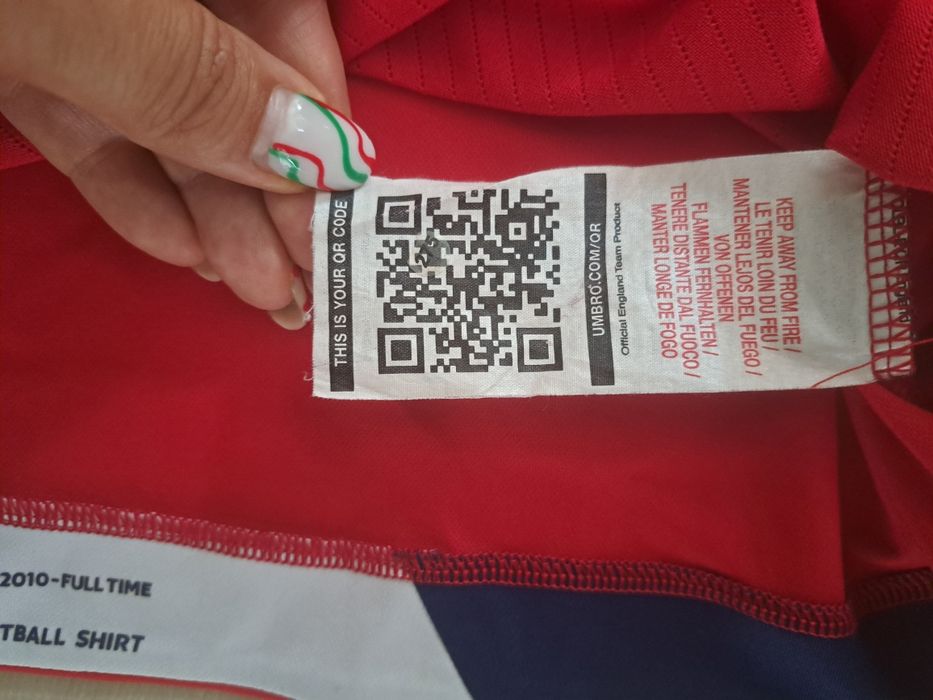 THIS IS YOUR QR CODE
UMBRO.COM/QR
Official England Team Product
KEEP AWAY FROM FIRE /
LE TENIR LOIN DU FEU /
MANTENER LEJOS DEL FUEGO /
VON OFFENEN
FLAMMEN FERNHALTEN /
TENERE DISTANTE DAL FUOCO /
MANTER LONGE DE FOGO
2010-FULL TIME
TBALL SHIRT